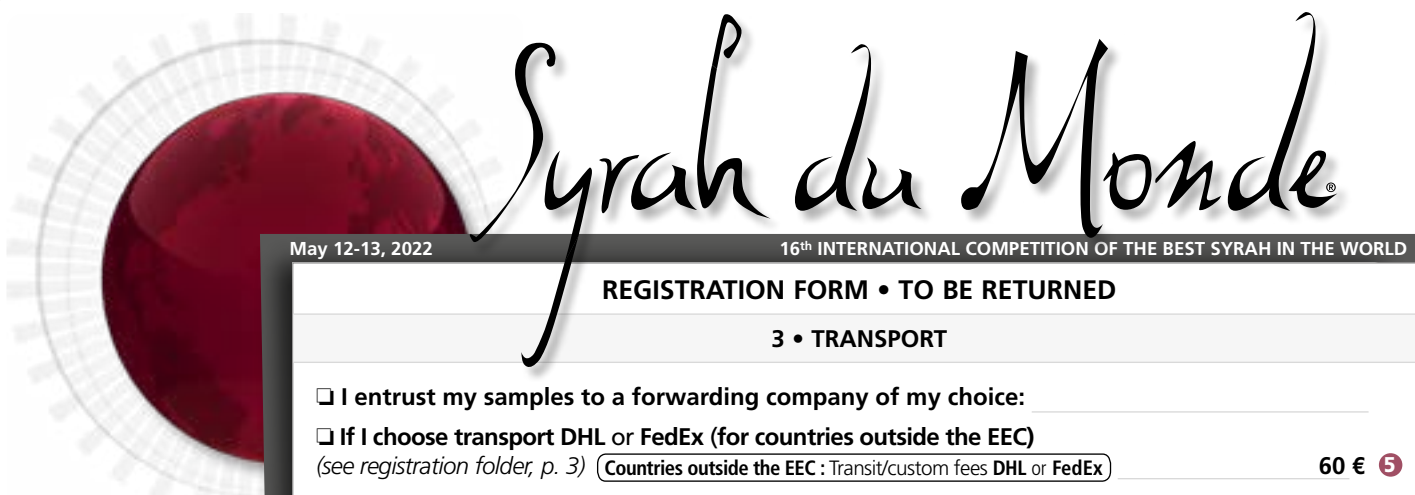 Syrah du Monde®
May 12-13, 2022 16th INTERNATIONAL COMPETITION OF THE BEST SYRAH IN THE WORLD
REGISTRATION FORM • TO BE RETURNED
3 • TRANSPORT
❏ I entrust my samples to a forwarding company of my choice:
❏ If I choose transport DHL or FedEx (for countries outside the EEC)
(see registration folder, p. 3) Countries outside the EEC : Transit/custom fees DHL or FedEx 60 € 5